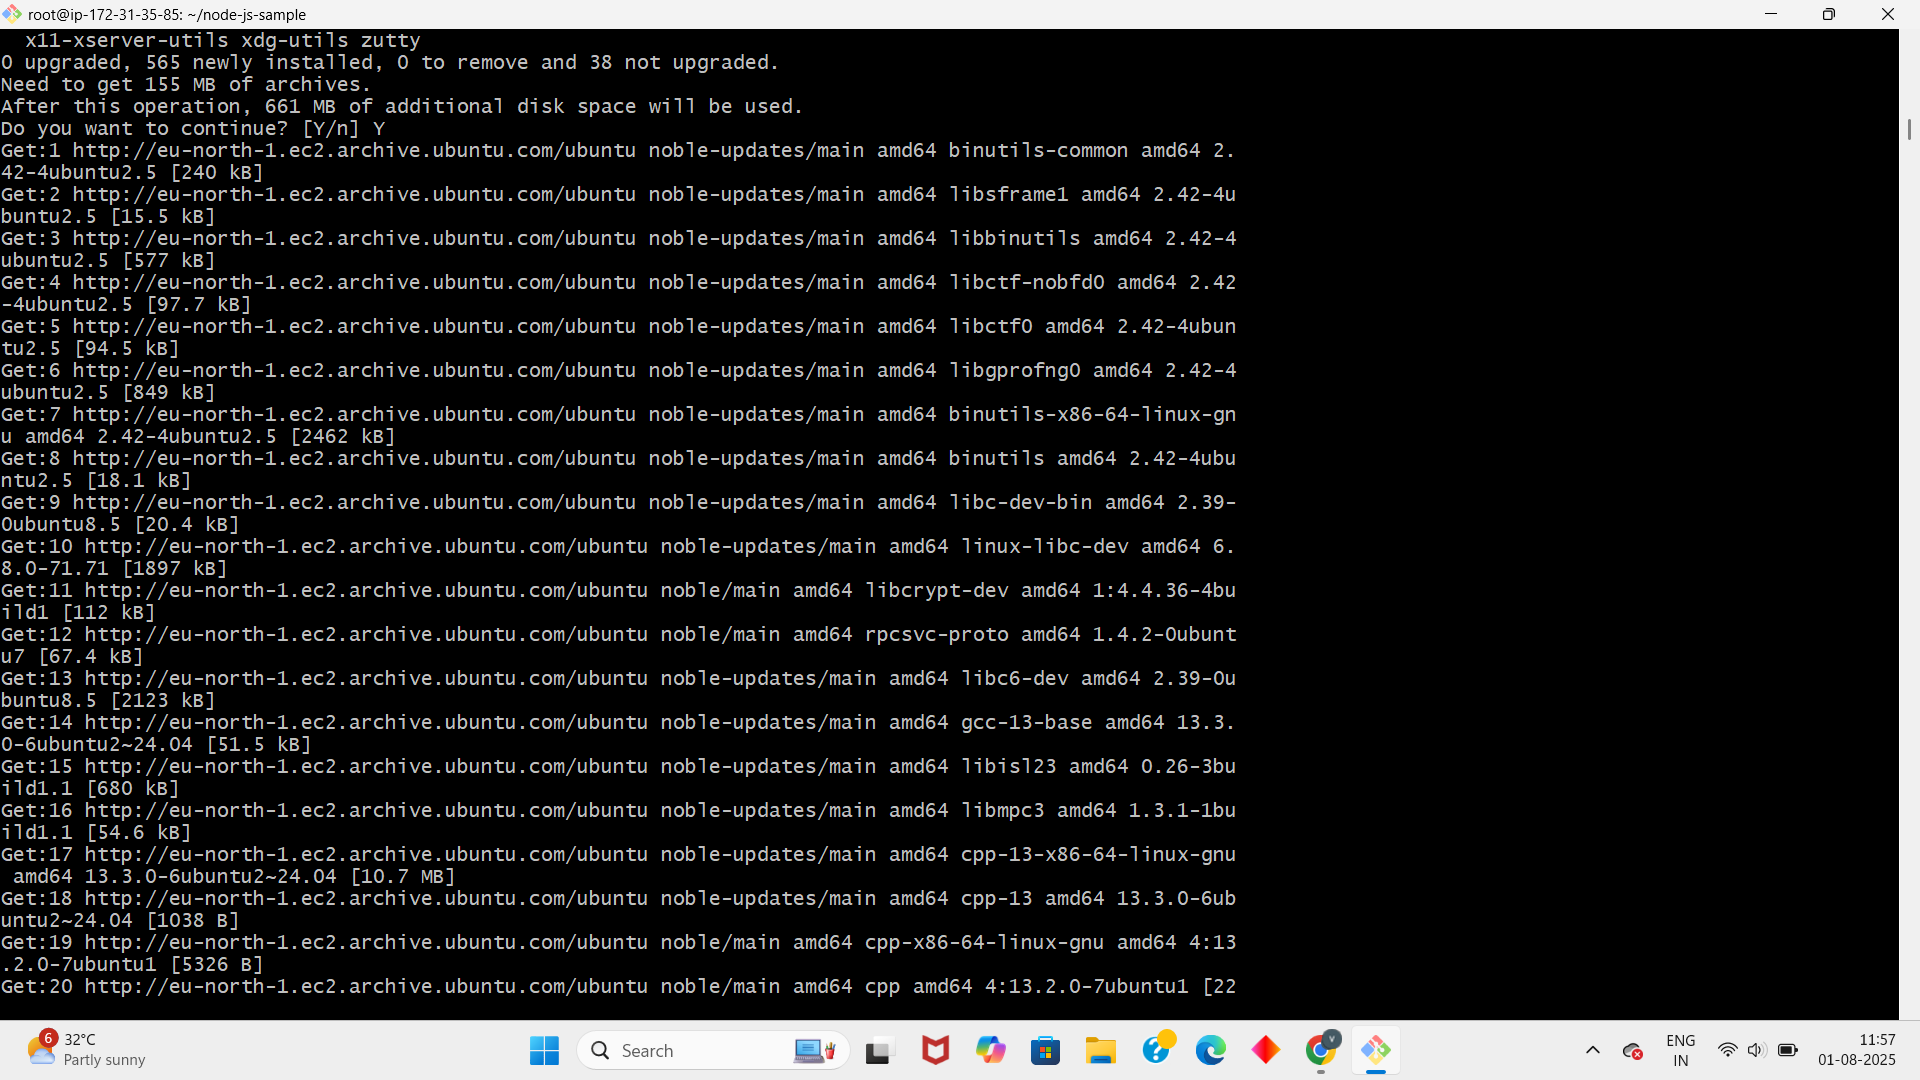 root@ip-172-31-35-85: ~/node-js-sample
x11-xserver-utils xdg-utils zutty
0 upgraded, 565 newly installed, 0 to remove and 38 not upgraded.
Need to get 155 MB of archives.
After this operation, 661 MB of additional disk space will be used.
Do you want to continue? [Y/n] Y
Get:1 http://eu-north-1.ec2.archive.ubuntu.com/ubuntu noble-updates/main amd64 binutils-common amd64 2.
42-4ubuntu2.5 [240 kB]
Get:2 http://eu-north-1.ec2.archive.ubuntu.com/ubuntu noble-updates/main amd64 libsframe1 amd64 2.42-4u
buntu2.5 [15.5 kB]
Get:3 http://eu-north-1.ec2.archive.ubuntu.com/ubuntu noble-updates/main amd64 libbinutils amd64 2.42-4
ubuntu2.5 [577 kB]
Get:4 http://eu-north-1.ec2.archive.ubuntu.com/ubuntu noble-updates/main amd64 libctf-nobfd0 amd64 2.42
-4ubuntu2.5 [97.7 kB]
Get:5 http://eu-north-1.ec2.archive.ubuntu.com/ubuntu noble-updates/main amd64 libctf0 amd64 2.42-4ubun
tu2.5 [94.5 kB]
Get:6 http://eu-north-1.ec2.archive.ubuntu.com/ubuntu noble-updates/main amd64 libgprofng0 amd64 2.42-4
ubuntu2.5 [849 kB]
Get:7 http://eu-north-1.ec2.archive.ubuntu.com/ubuntu noble-updates/main amd64 binutils-x86-64-linux-gn
u amd64 2.42-4ubuntu2.5 [2462 kB]
Get:8 http://eu-north-1.ec2.archive.ubuntu.com/ubuntu noble-updates/main amd64 binutils amd64 2.42-4ubu
ntu2.5 [18.1 kB]
Get:9 http://eu-north-1.ec2.archive.ubuntu.com/ubuntu noble-updates/main amd64 libc-dev-bin amd64 2.39-
0ubuntu8.5 [20.4 kB]
Get:10 http://eu-north-1.ec2.archive.ubuntu.com/ubuntu noble-updates/main amd64 linux-libc-dev amd64 6.
8.0-71.71 [1897 kB]
Get:11 http://eu-north-1.ec2.archive.ubuntu.com/ubuntu noble/main amd64 libcrypt-dev amd64 1:4.4.36-4bu
ild1 [112 kB]
Get:12 http://eu-north-1.ec2.archive.ubuntu.com/ubuntu noble/main amd64 rpcsvc-proto amd64 1.4.2-0ubunt
u7 [67.4 kB]
Get:13 http://eu-north-1.ec2.archive.ubuntu.com/ubuntu noble-updates/main amd64 libc6-dev amd64 2.39-0u
buntu8.5 [2123 kB]
Get:14 http://eu-north-1.ec2.archive.ubuntu.com/ubuntu noble-updates/main amd64 gcc-13-base amd64 13.3.
0-6ubuntu2~24.04 [51.5 kB]
Get:15 http://eu-north-1.ec2.archive.ubuntu.com/ubuntu noble-updates/main amd64 libisl23 amd64 0.26-3bu
ild1.1 [680 kB]
Get:16 http://eu-north-1.ec2.archive.ubuntu.com/ubuntu noble-updates/main amd64 libmpc3 amd64 1.3.1-1bu
ild1.1 [54.6 kB]
Get:17 http://eu-north-1.ec2.archive.ubuntu.com/ubuntu noble-updates/main amd64 cpp-13-x86-64-linux-gnu
amd64 13.3.0-6ubuntu2~24.04 [10.7 MB]
Get:18 http://eu-north-1.ec2.archive.ubuntu.com/ubuntu noble-updates/main amd64 cpp-13 amd64 13.3.0-6ub
untu2~24.04 [1038 B]
Get:19 http://eu-north-1.ec2.archive.ubuntu.com/ubuntu noble/main amd64 cpp-x86-64-linux-gnu amd64 4:13
.2.0-7ubuntu1 [5326 B]
Get:20 http://eu-north-1.ec2.archive.ubuntu.com/ubuntu noble/main amd64 cpp amd64 4:13.2.0-7ubuntu1 [22
6
32°C
Partly sunny
Search
ENG
IN
11:57
01-08-2025